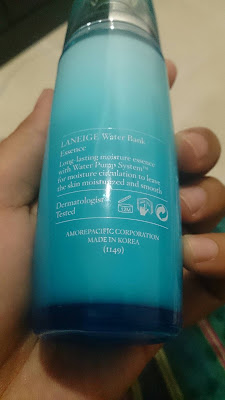 LANEIGE Water Bank
Essence
Long-lasting moisture essence
with Water Pump System™
for moisture circulation to leave
the skin moisturized and smooth
Dermatologist
Tested
AMOREPACIFIC CORPORATION
MADE IN KOREA
(1149)